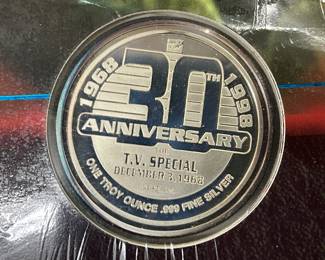 1968 30TH 1998
ANNIVERSARY
T.V. SPECIAL
DECEMBER 3, 1968
ONE TROY OUNCE .999 FINE SILVER